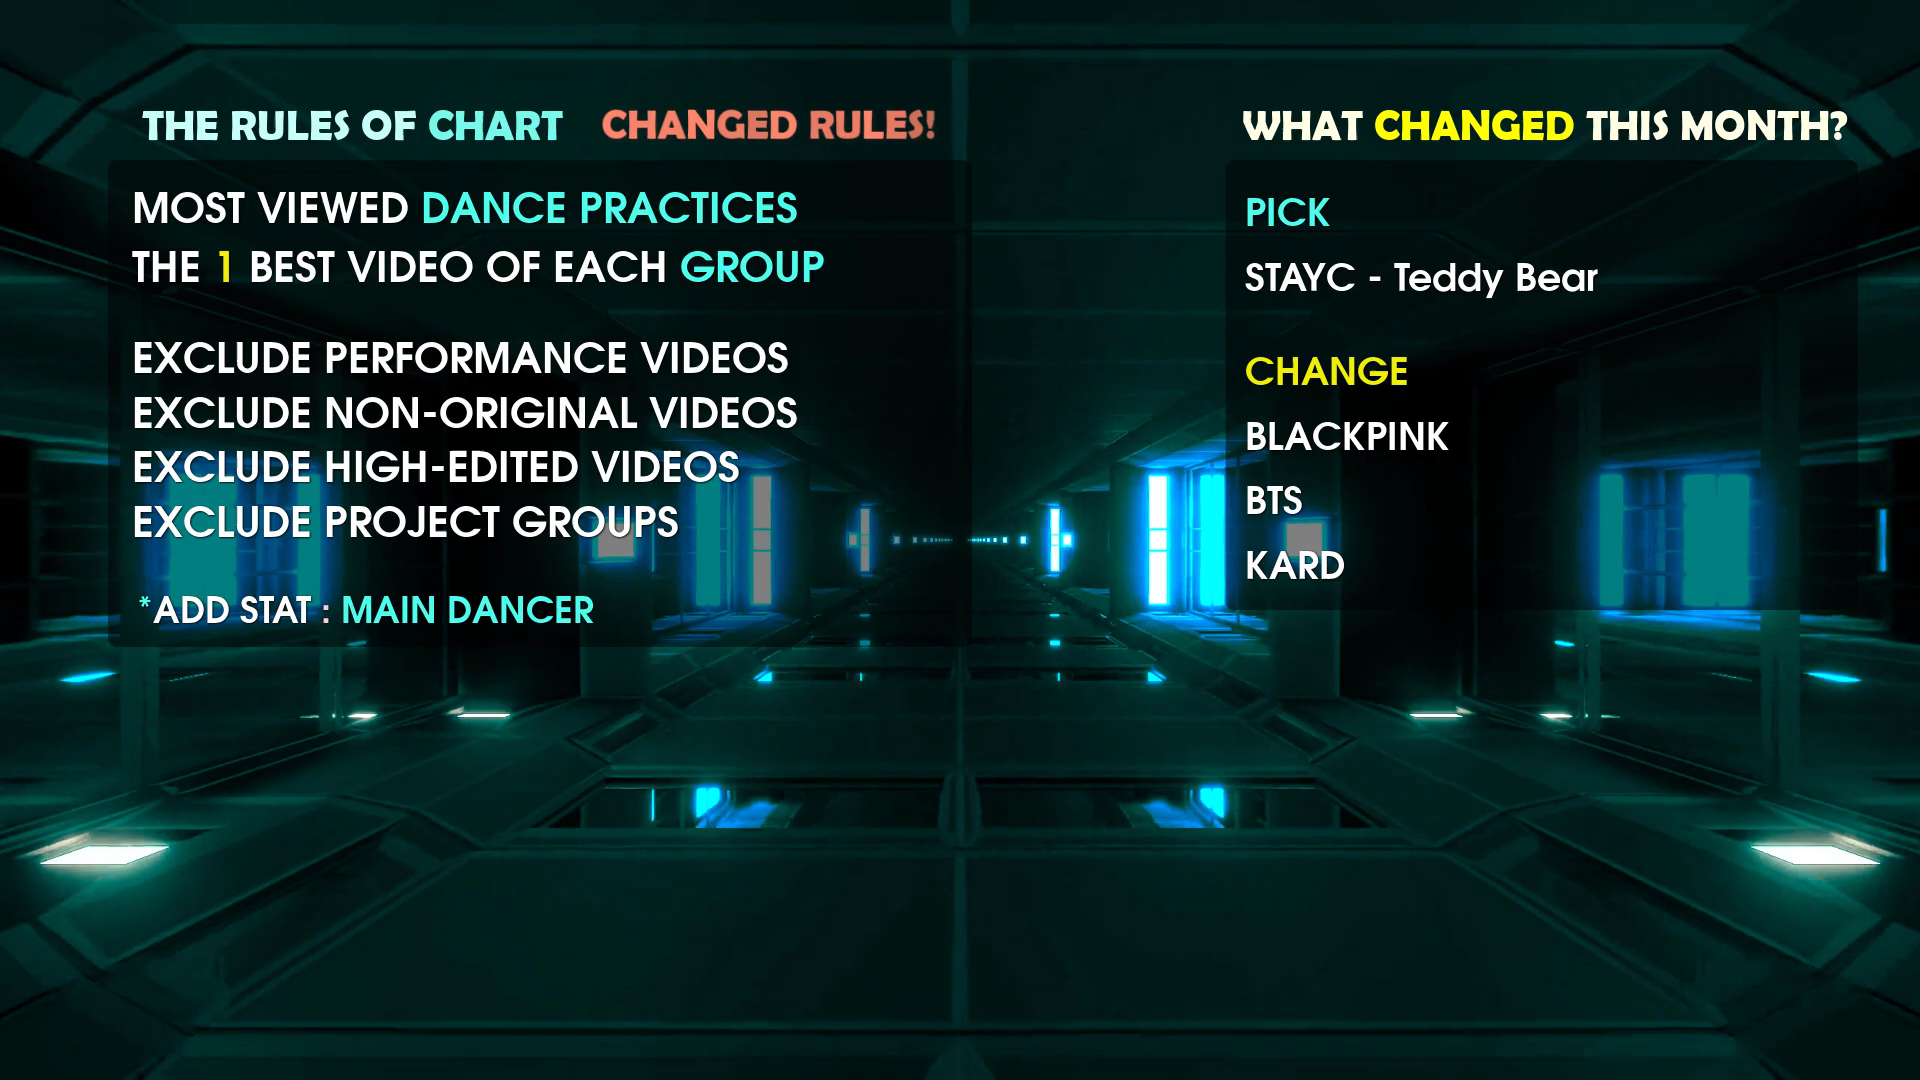 THE RULES OF CHART CHANGED RULES!
MOST VIEWED DANCE PRACTICES
THE 1 BEST VIDEO OF EACH GROUP
EXCLUDE PERFORMANCE VIDEOS
EXCLUDE NON-ORIGINAL VIDEOS
EXCLUDE HIGH-EDITED VIDEOS
EXCLUDE PROJECT GROUPS
*ADD STAT : MAIN DANCER
WHAT CHANGED THIS MONTH?
PICK
STAYC - Teddy Bear
CHANGE
BLACKPINK
BTS
KARD